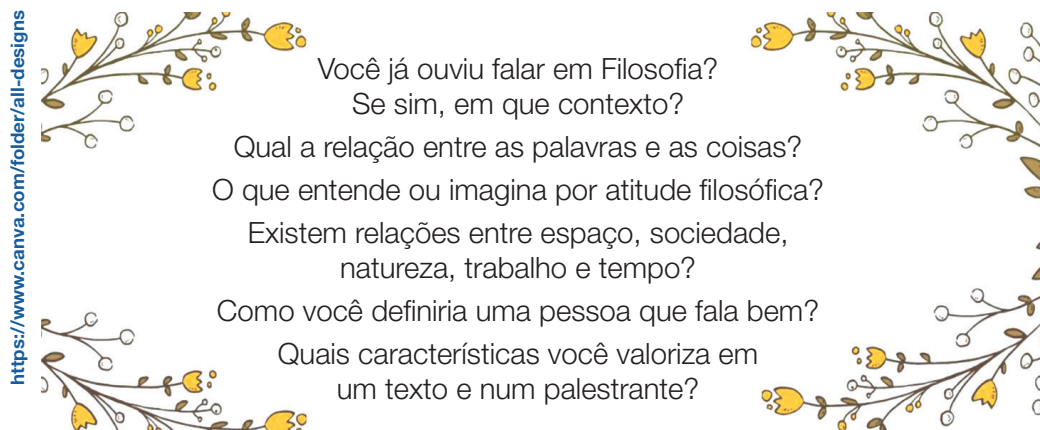 https://www.canva.com/folder/all-designs
Você já ouviu falar em Filosofia?
Se sim, em que contexto?
Qual a relação entre as palavras e as coisas?
O que entende ou imagina por atitude filosófica?
Existem relações entre espaço, sociedade,
natureza, trabalho e tempo?
Como você definiria uma pessoa que fala bem?
Quais características você valoriza em
um texto e num palestrante?